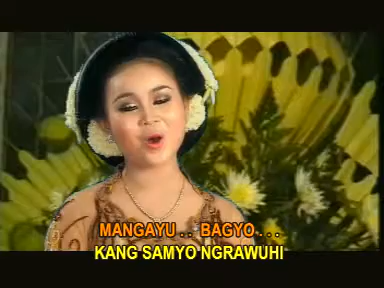 MANGAYU . . BAGYO . . .
KANG SAMYO NGRAWUHI